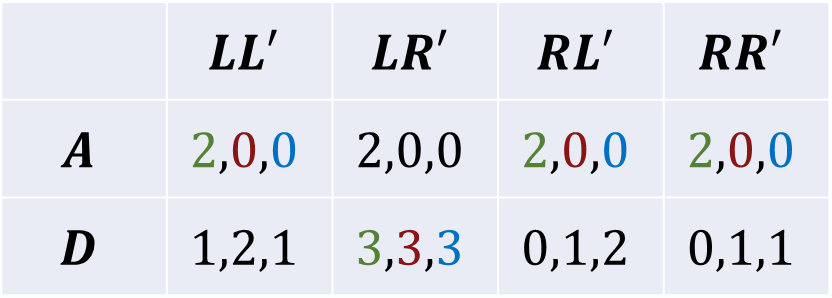 LL′ LR′ RL′ RR′
A 2,0,0 2,0,0 2,0,0 2,0,0
D 1,2,1 3,3,3 0,1,2 0,1,1